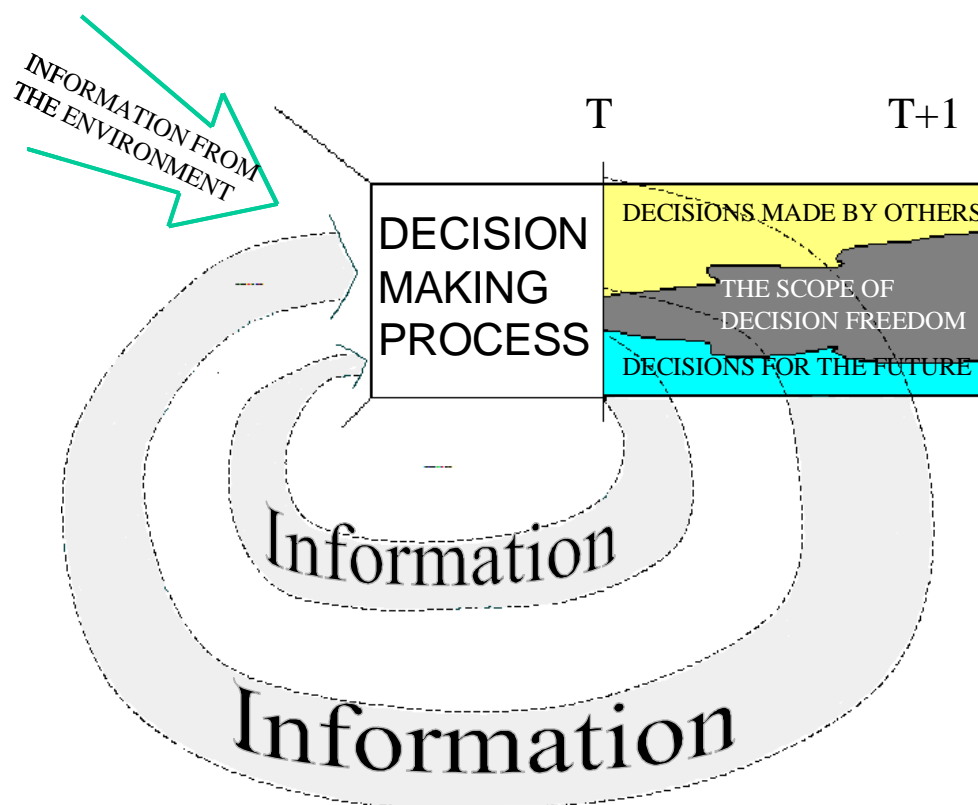 INFORMATION FROM
THE ENVIRONMENT
T
T+1
DECISION
MAKING
PROCESS
DECISIONS MADE BY OTHERS
THE SCOPE OF
DECISION FREEDOM
DECISIONS FOR THE FUTURE
Information
Information